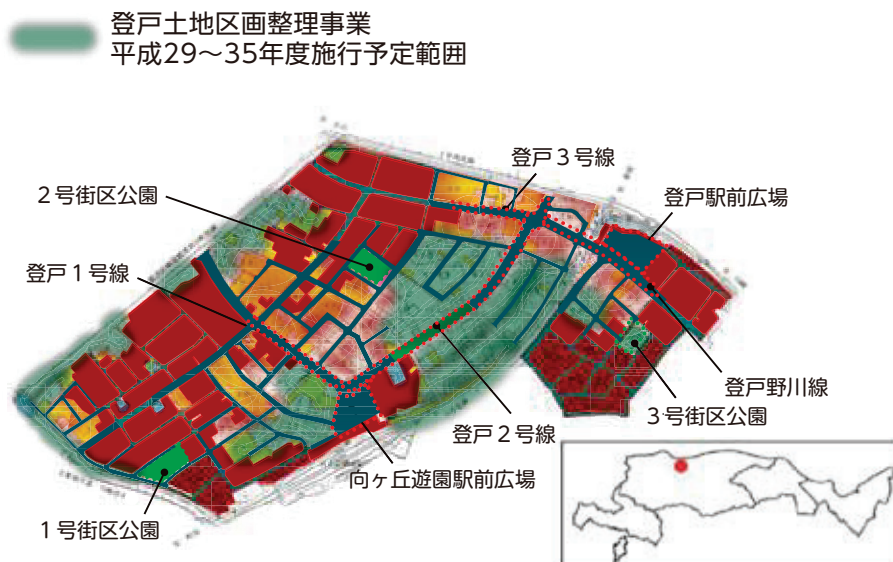 登戸土地区画整理事業
平成29〜35年度施行予定範囲
登戸３号線
２号街区公園
登戸駅前広場
登戸１号線
登戸野川線
３号街区公園
登戸２号線
向ヶ丘遊園駅前広場
１号街区公園